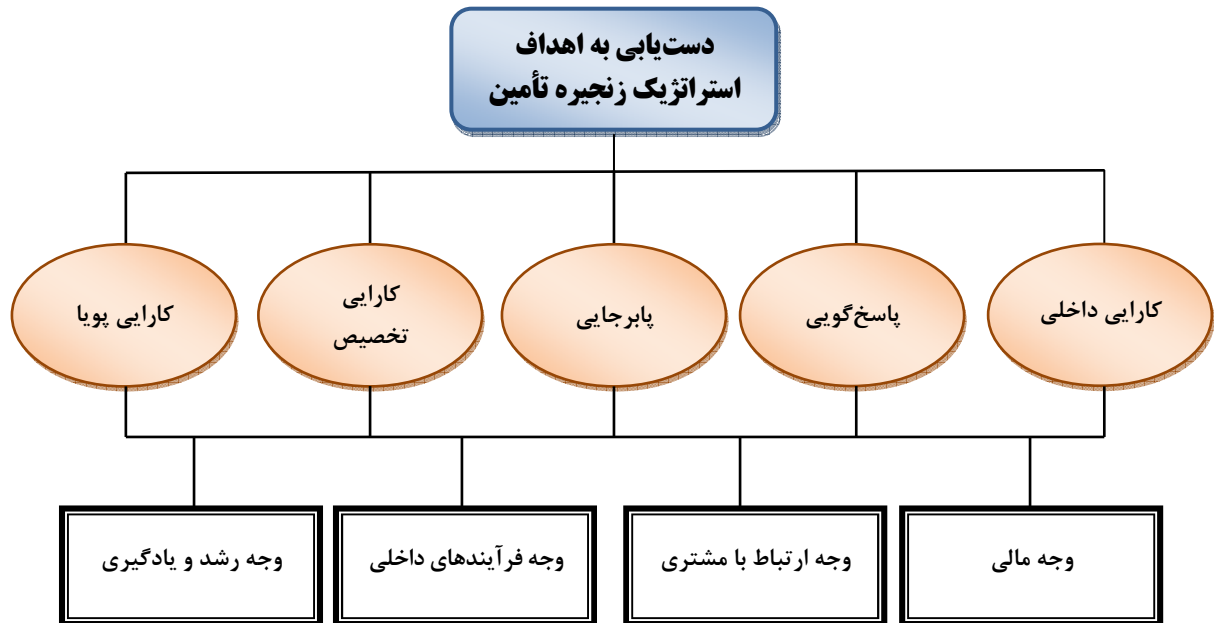 دست‌یابی به اهداف
استراتژیک زنجیره تأمین
کارایی داخلی
پاسخ‌گویی
پابرجایی
کارایی
تخصیص
کارایی پویا
وجه مالی
وجه ارتباط با مشتری
وجه فرآیندهای داخلی
وجه رشد و یادگیری